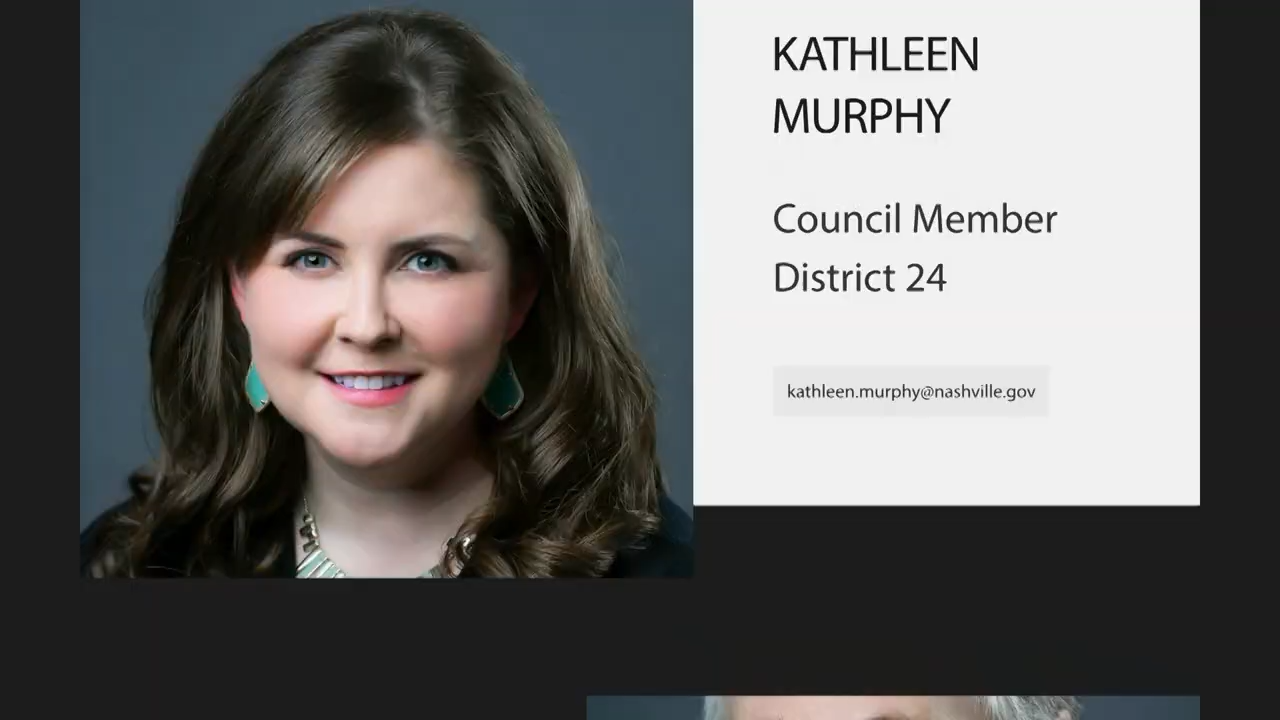 KATHLEEN
MURPHY
Council Member
District 24
kathleen.murphy@nashville.gov